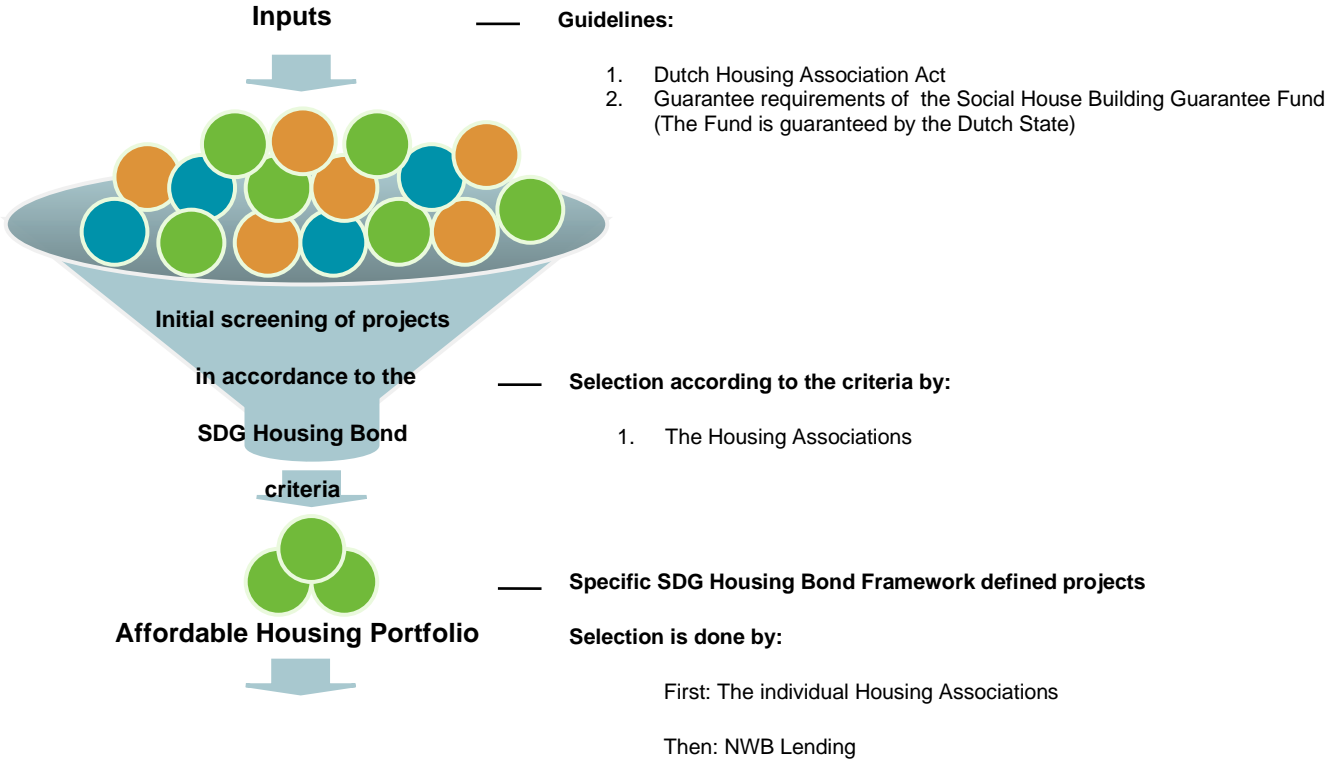 Inputs
Guidelines:
1. Dutch Housing Association Act
2. Guarantee requirements of the Social House Building Guarantee Fund
(The Fund is guaranteed by the Dutch State)
Initial screening of projects
in accordance to the
SDG Housing Bond
criteria
Selection according to the criteria by:
1. The Housing Associations
Affordable Housing Portfolio
Specific SDG Housing Bond Framework defined projects
Selection is done by:
First: The individual Housing Associations
Then: NWB Lending